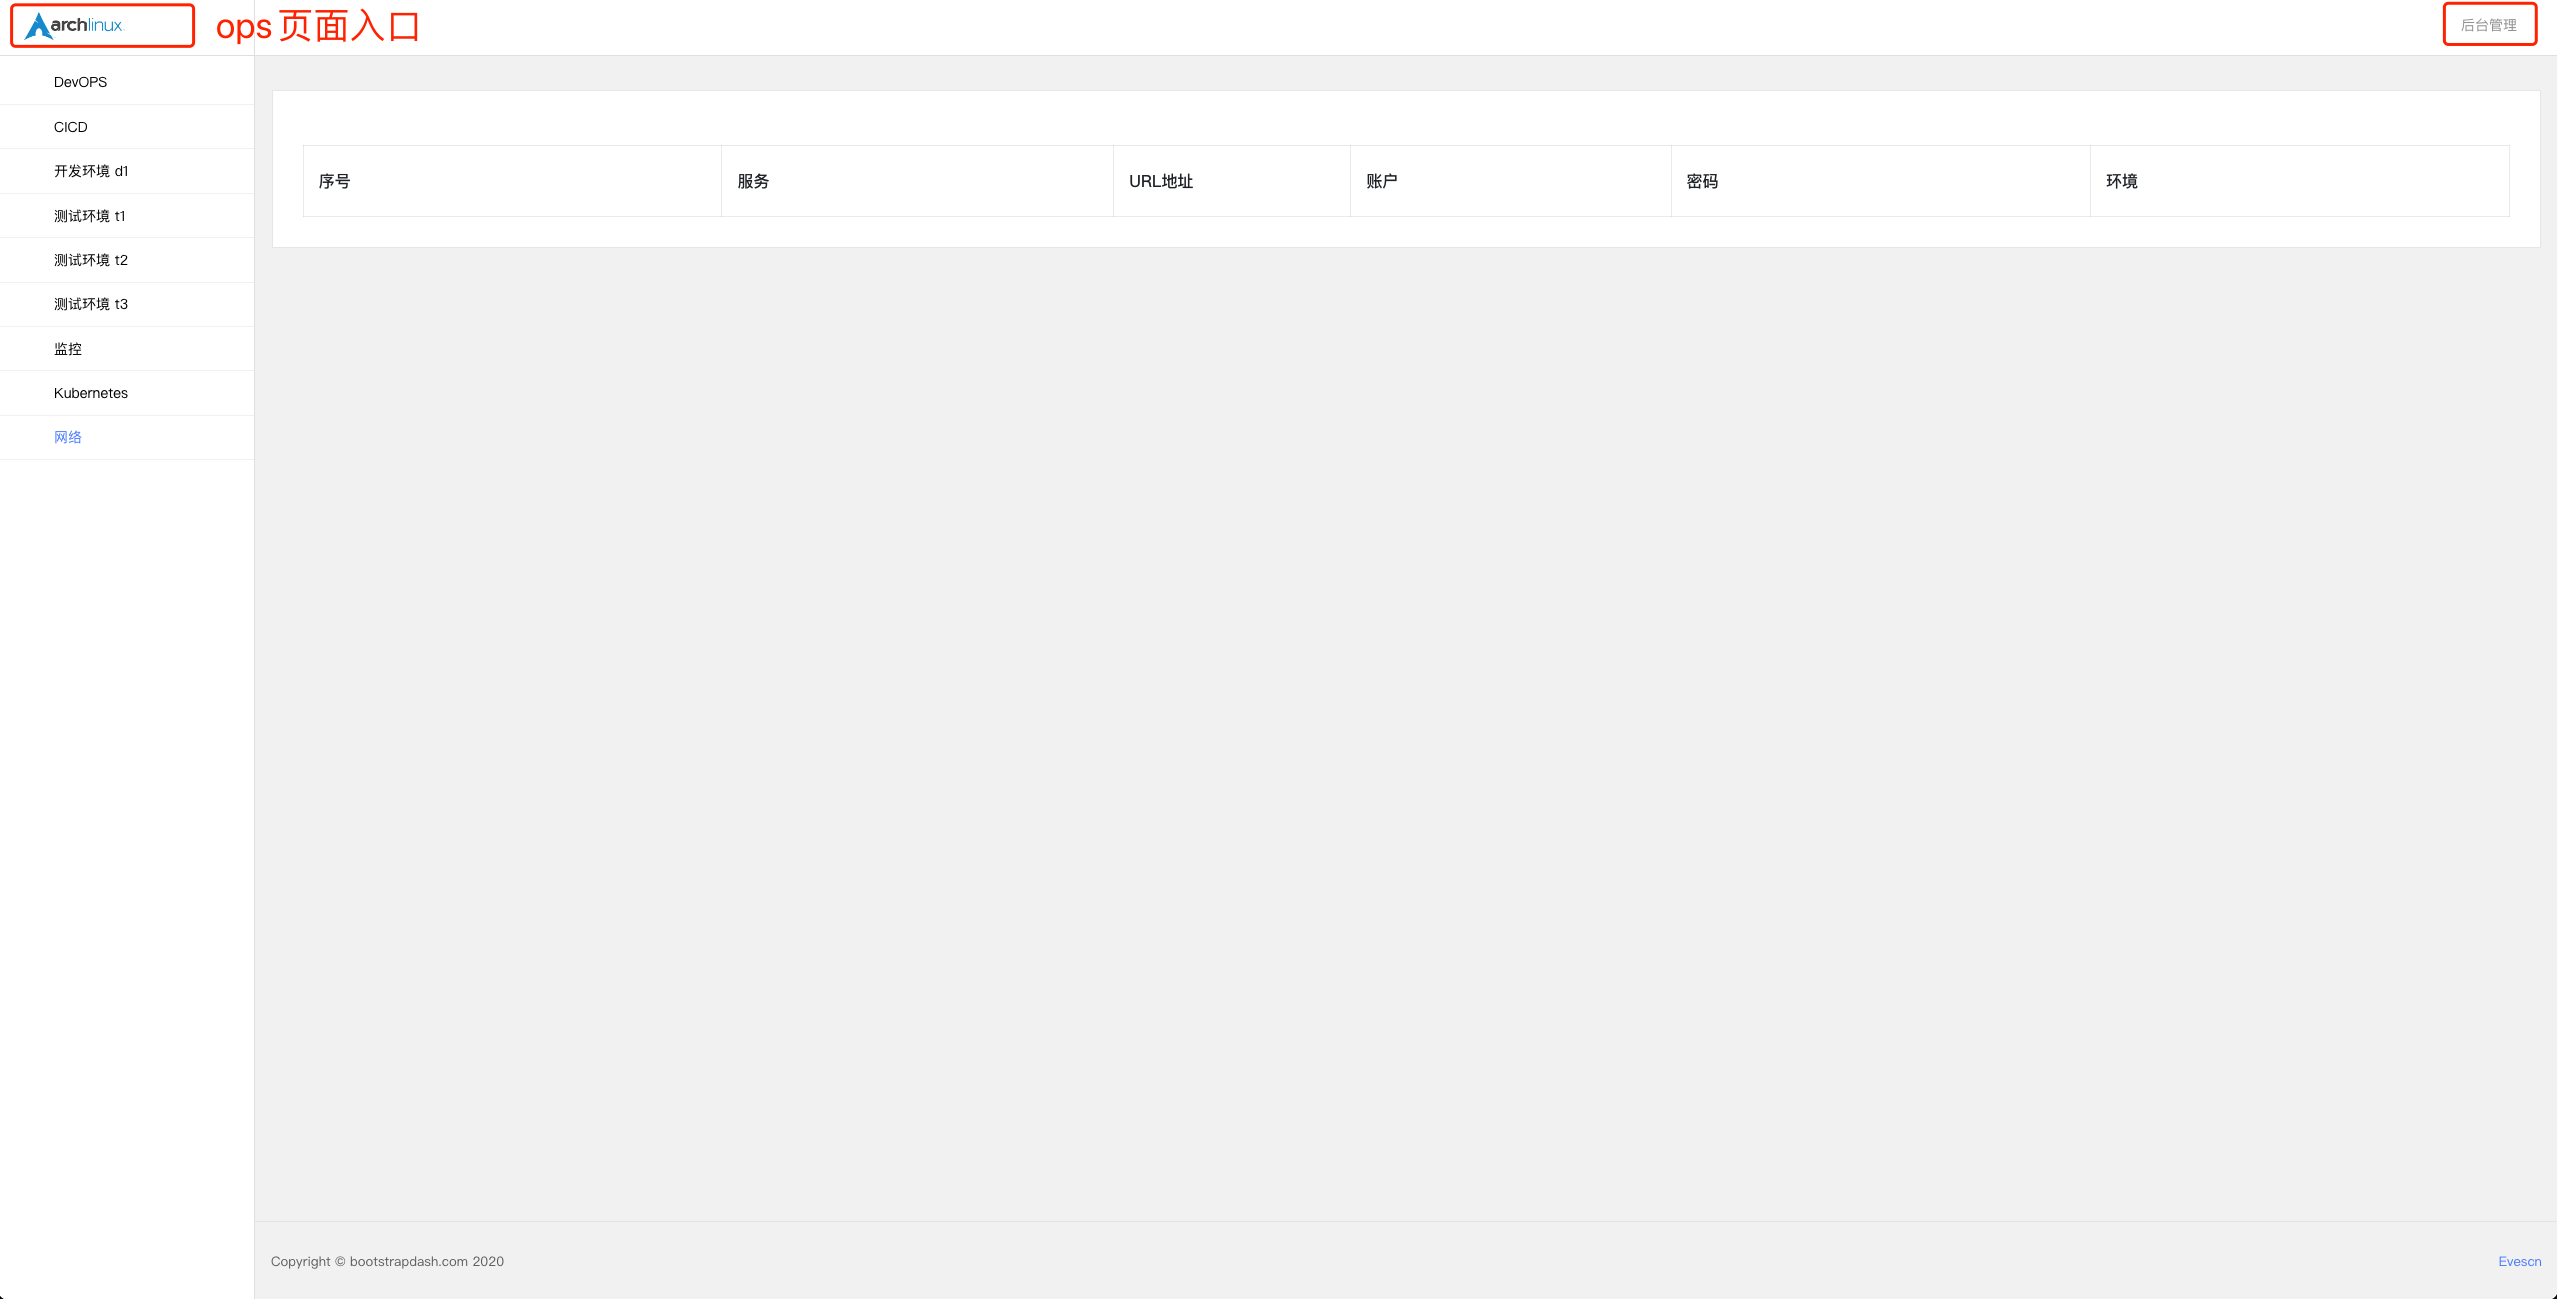 archlinux
ops 页面入口
后台管理
DevOPS
CICD
开发环境 d1
测试环境 t1
测试环境 t2
测试环境 t3
监控
Kubernetes
网络
序号 服务 URL地址 账户 密码 环境
Copyright © bootstrapdash.com 2020
Evescn